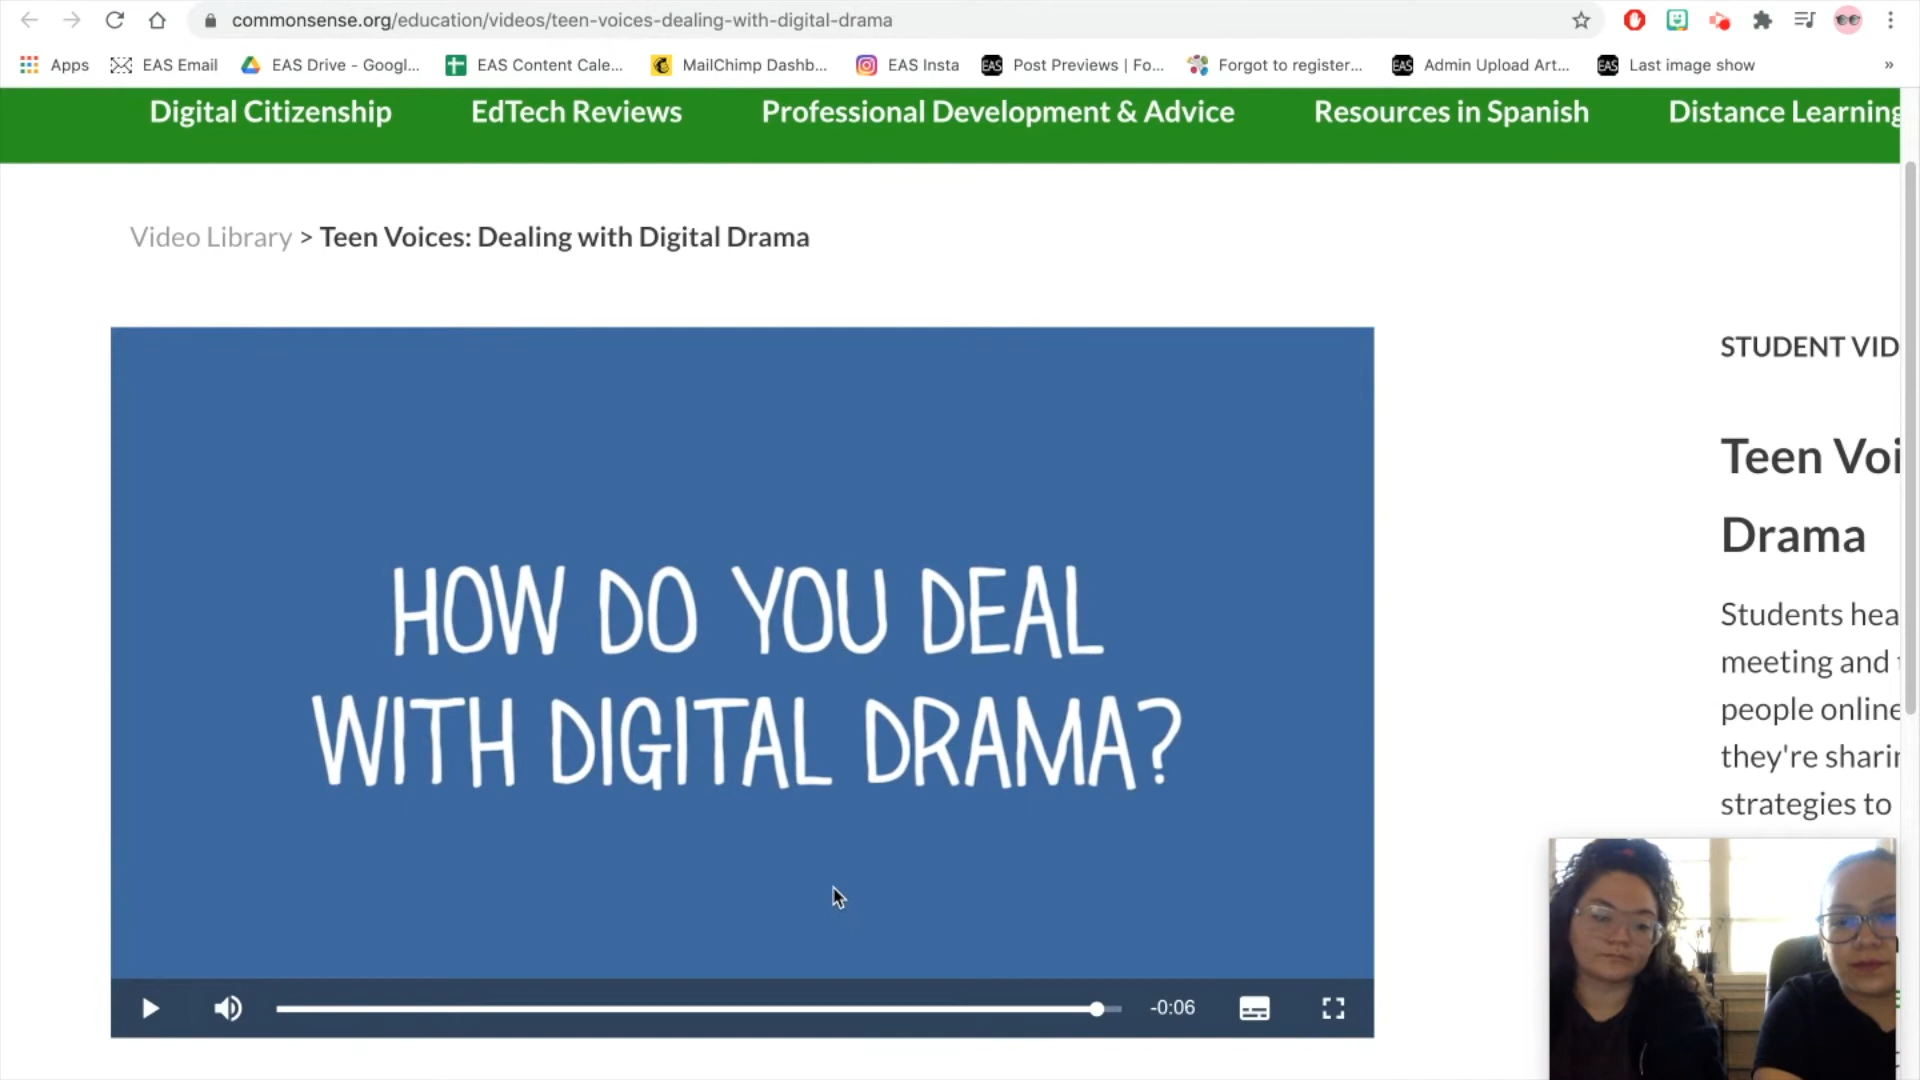 commonsense.org/education/videos/teen-voices-dealing-with-digital-drama
Apps EAS Email EAS Drive - Googl... EAS Content Cale... MailChimp Dashb... EAS Insta Post Previews | Fo... Forgot to register... EAS Admin Upload Art... EAS Last image show »
Digital Citizenship EdTech Reviews Professional Development & Advice Resources in Spanish Distance Learning
Video Library > Teen Voices: Dealing with Digital Drama
STUDENT VID
Teen Voi
Drama
Students hea
meeting and
people online
they're sharin
strategies to
HOW DO YOU DEAL
WITH DIGITAL DRAMA?
-0:06